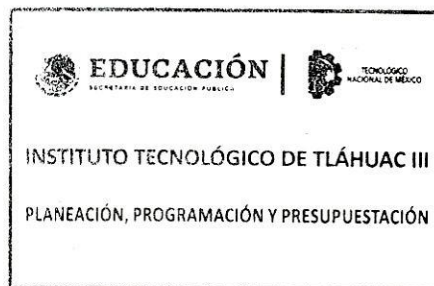 EDUCACIÓN
SECRETARÍA DE EDUCACIÓN PÚBLICA
TECNOLÓGICO
NACIONAL DE MÉXICO
INSTITUTO TECNOLÓGICO DE TLÁHUAC III
PLANEACIÓN, PROGRAMACIÓN Y PRESUPUESTACIÓN